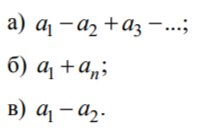 а) a₁ – a₂ + a₃ – ...;
б) a₁ + aₙ;
в) a₁ – a₂.